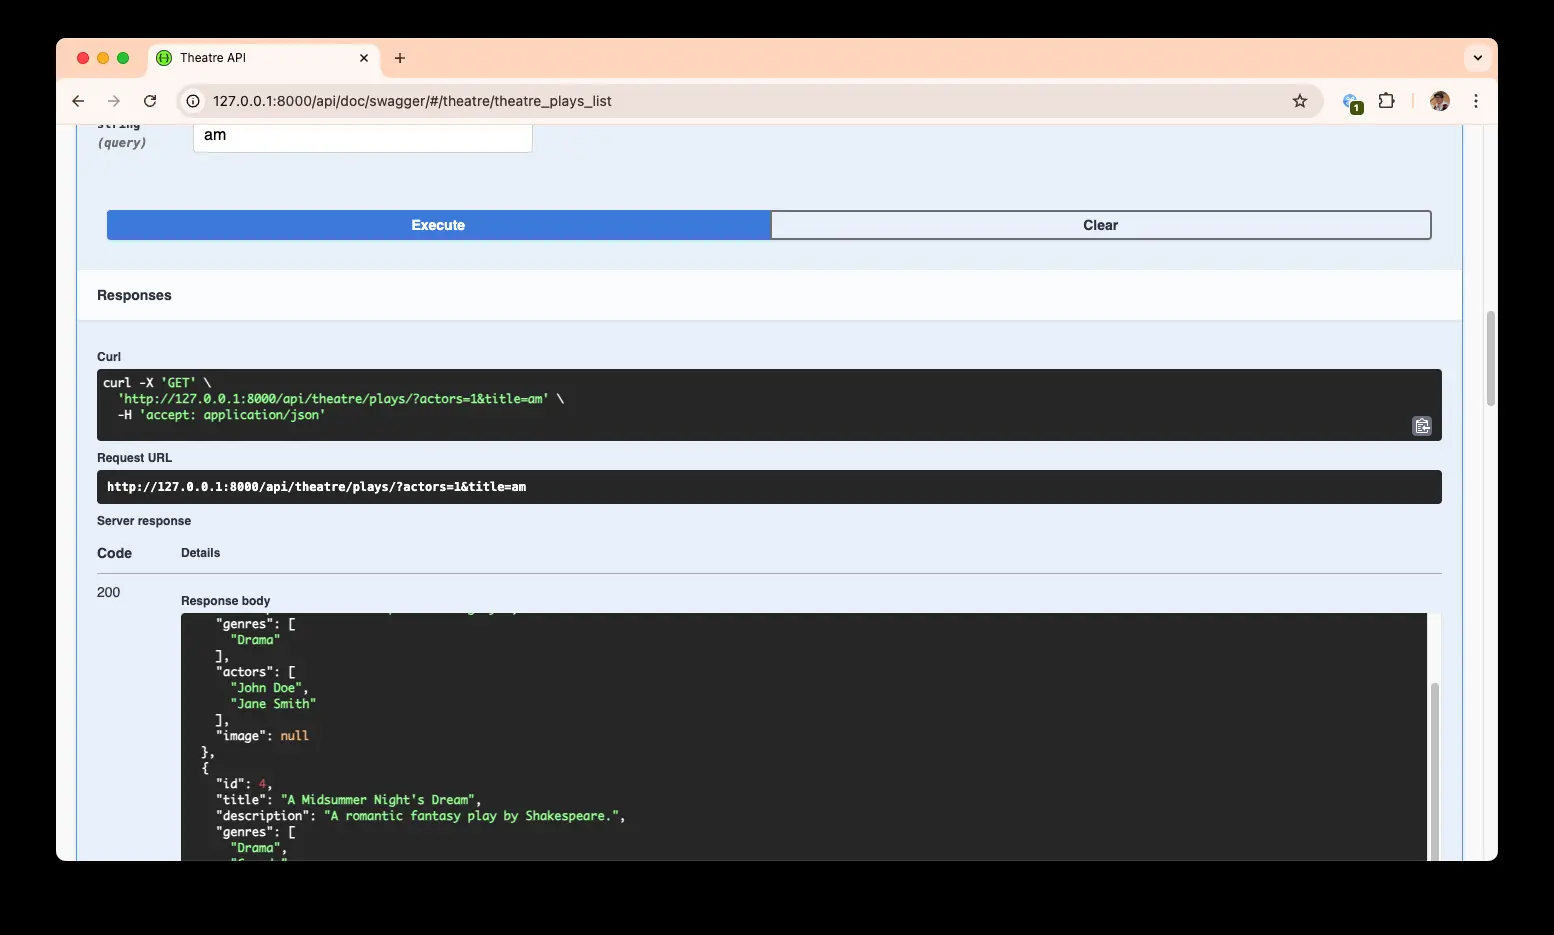 Theatre API
127.0.0.1:8000/api/doc/swagger/#/theatre/theatre_plays_list
1
string
(query)
am
Execute
Clear
Responses
Curl
curl -X 'GET' \
'http://127.0.0.1:8000/api/theatre/plays/?actors=1&title=am' \
-H 'accept: application/json'
Request URL
http://127.0.0.1:8000/api/theatre/plays/?actors=1&title=am
Server response
Code
Details
200
Response body
"genres": [
"Drama"
],
"actors": [
"John Doe",
"Jane Smith"
],
"image": null
},
{
"id": 4,
"title": "A Midsummer Night's Dream",
"description": "A romantic fantasy play by Shakespeare.",
"genres": [
"Drama",